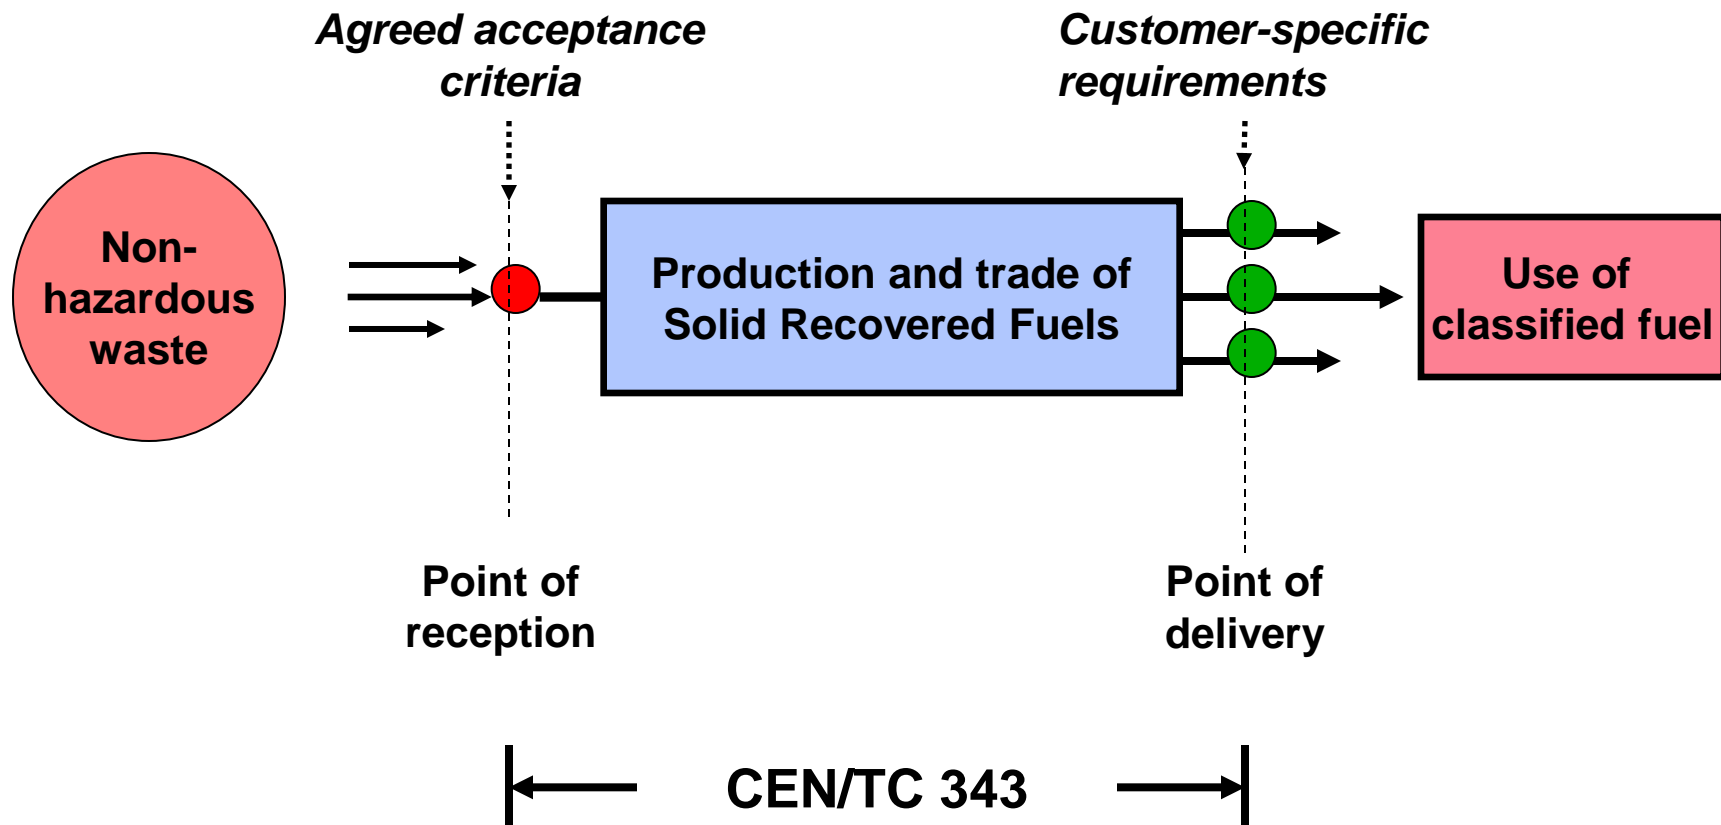 Agreed acceptance
criteria
Customer-specific
requirements
Non-
hazardous
waste
Production and trade of
Solid Recovered Fuels
Use of
classified fuel
Point of
reception
Point of
delivery
CEN/TC 343